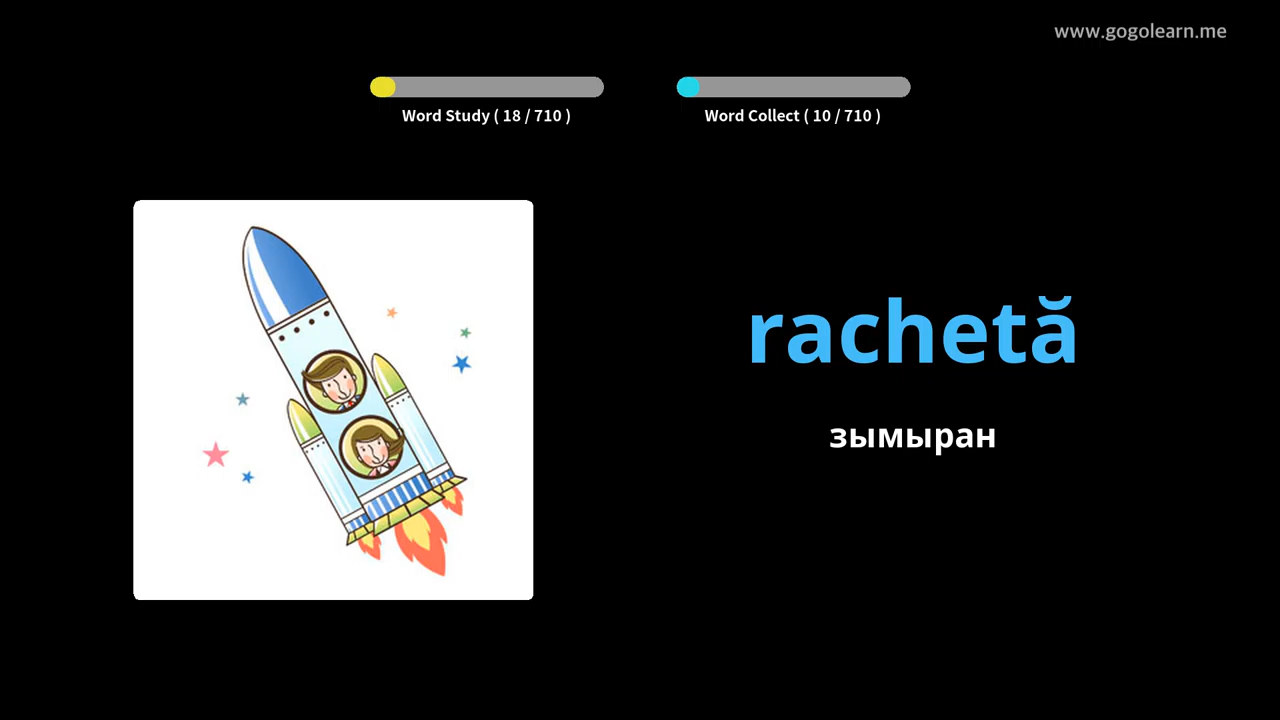 www.gogolearn.me
Word Study ( 18 / 710 )
Word Collect ( 10 / 710 )
rachetă
зымыран